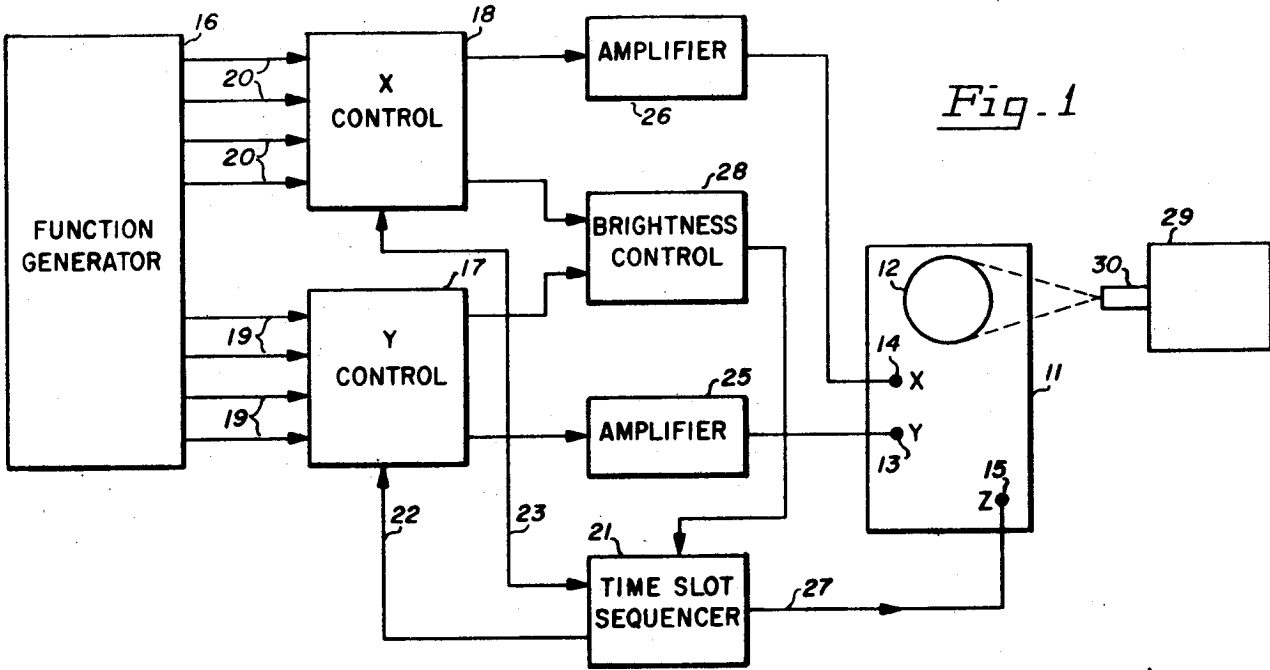 16
18
AMPLIFIER
26
Fig. 1
20
20
X
CONTROL
28
BRIGHTNESS
CONTROL
FUNCTION
GENERATOR
17
12
30
29
19
19
Y
CONTROL
14
X
11
25
AMPLIFIER
Y
13
15
Z
22
23
21
TIME SLOT
SEQUENCER
27